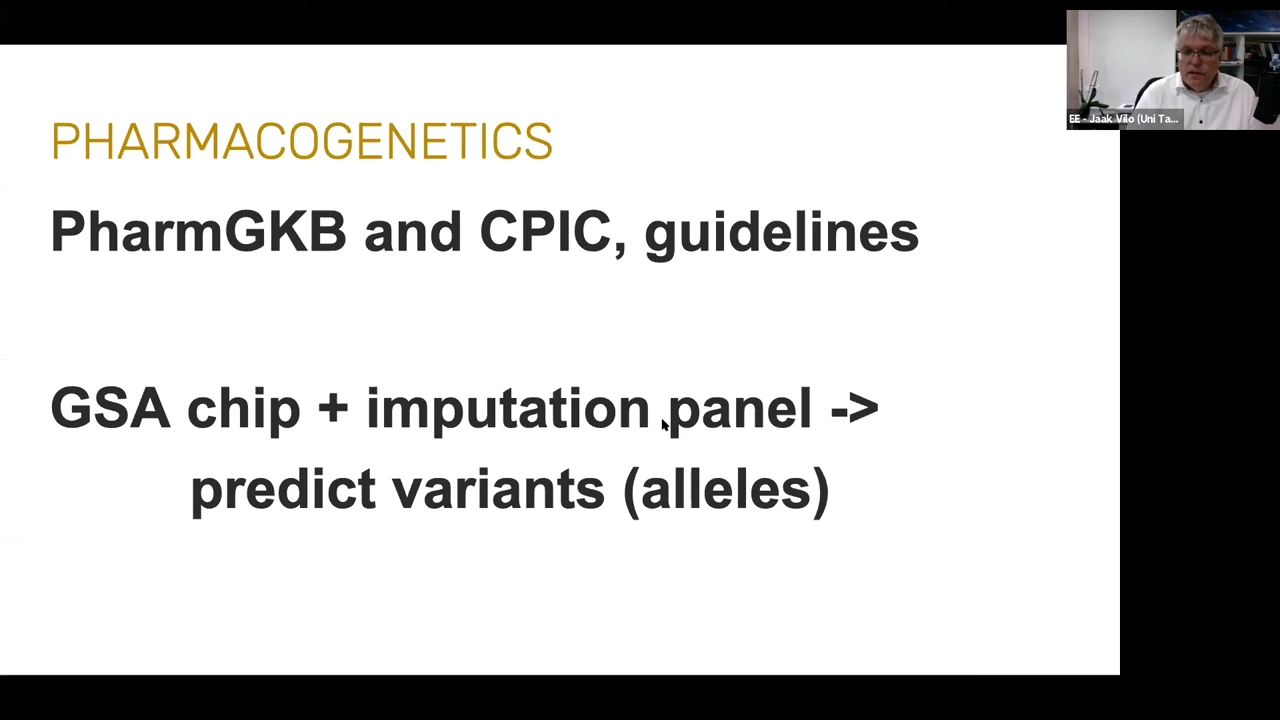 PHARMACOGENETICS
PharmGKB and CPIC, guidelines
GSA chip + imputation panel ->
predict variants (alleles)
EE - Jaak Vilo (Uni Ta...